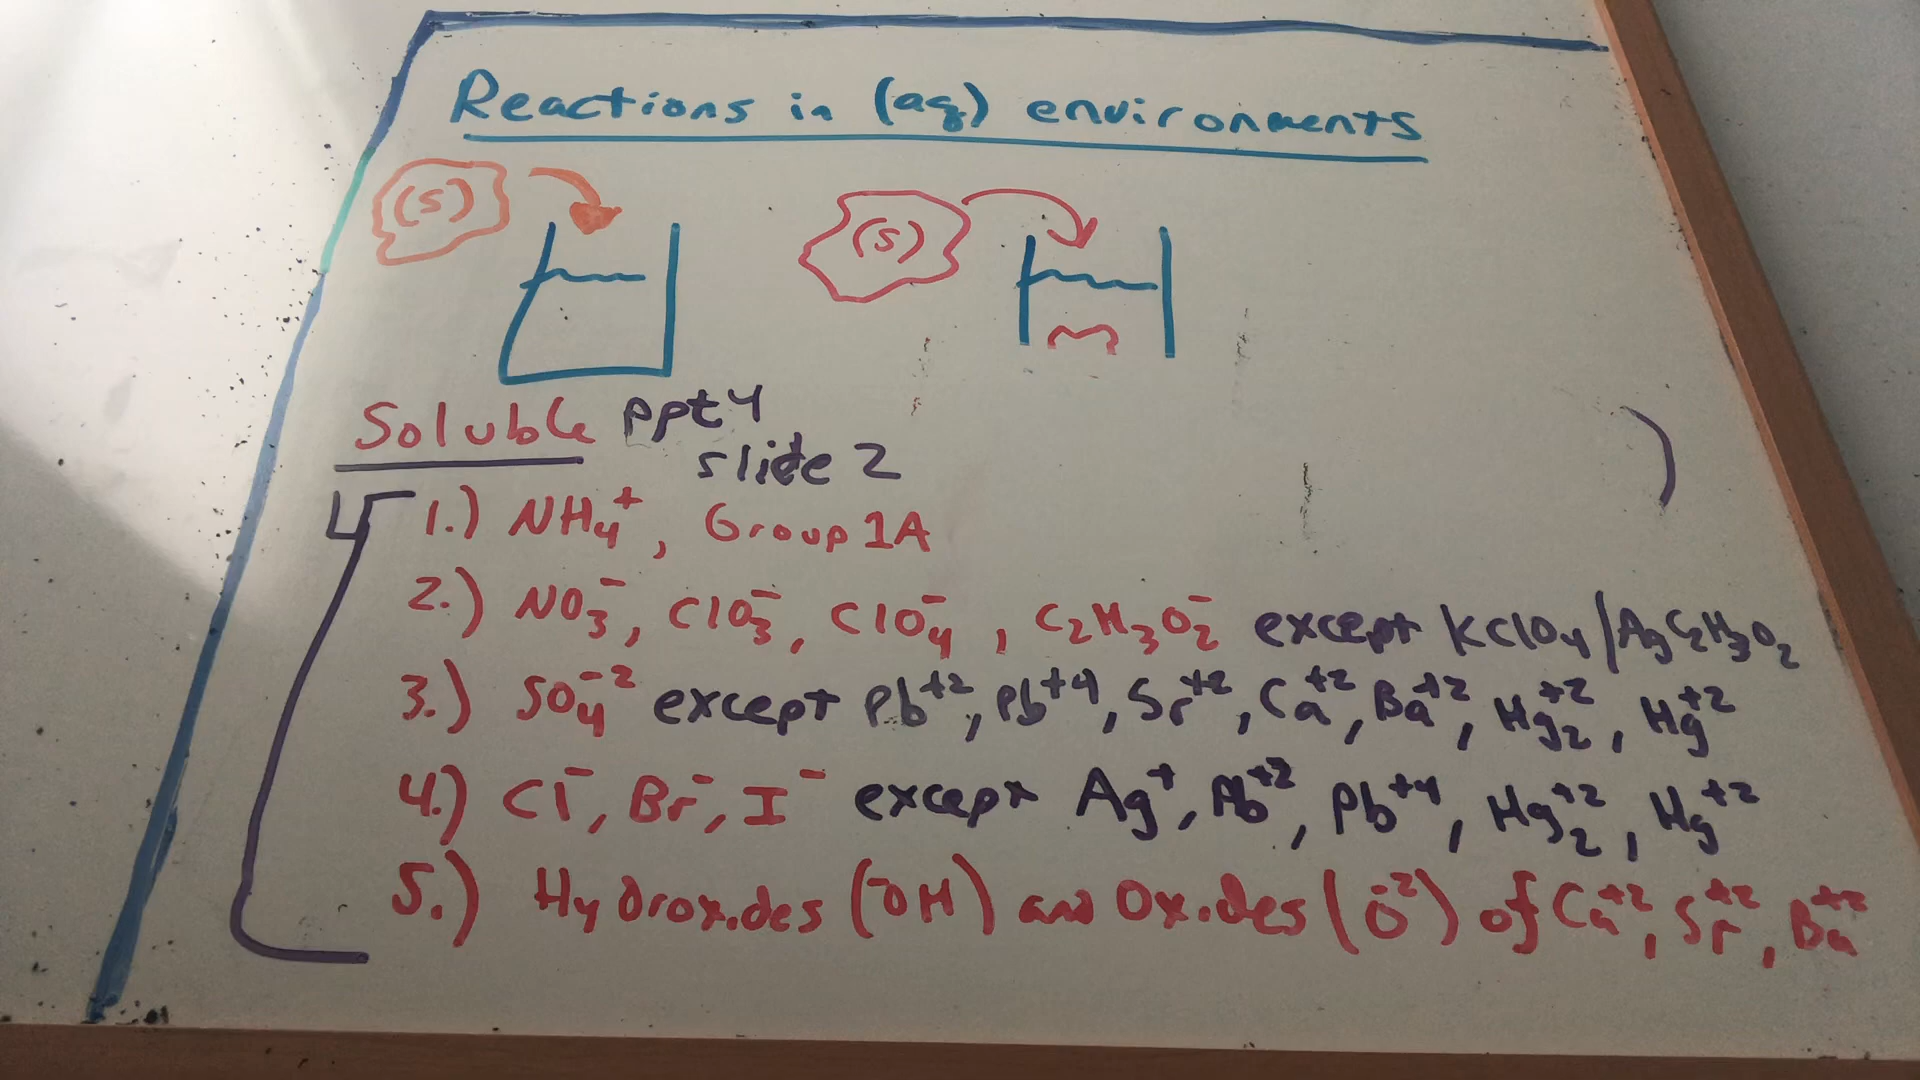 Reactions in (aq) environments
(s)
(s)
Soluble ppt 4
slide 2
1.) NH₄⁺, Group 1A
2.) NO₃⁻, ClO₃⁻, ClO₄⁻, C₂H₃O₂⁻ except KClO₄/AgC₂H₃O₂
3.) SO₄⁻² except Pb⁺², Pb⁺⁴, Sr⁺², Ca⁺², Ba⁺², Hg₂⁺², Hg⁺²
4.) Cl⁻, Br⁻, I⁻ except Ag⁺, Pb⁺², Pb⁺⁴, Hg₂⁺², Hg⁺²
5.) Hydroxides (⁻OH) and Oxides (O⁻²) of Ca⁺², Sr⁺², Ba⁺²